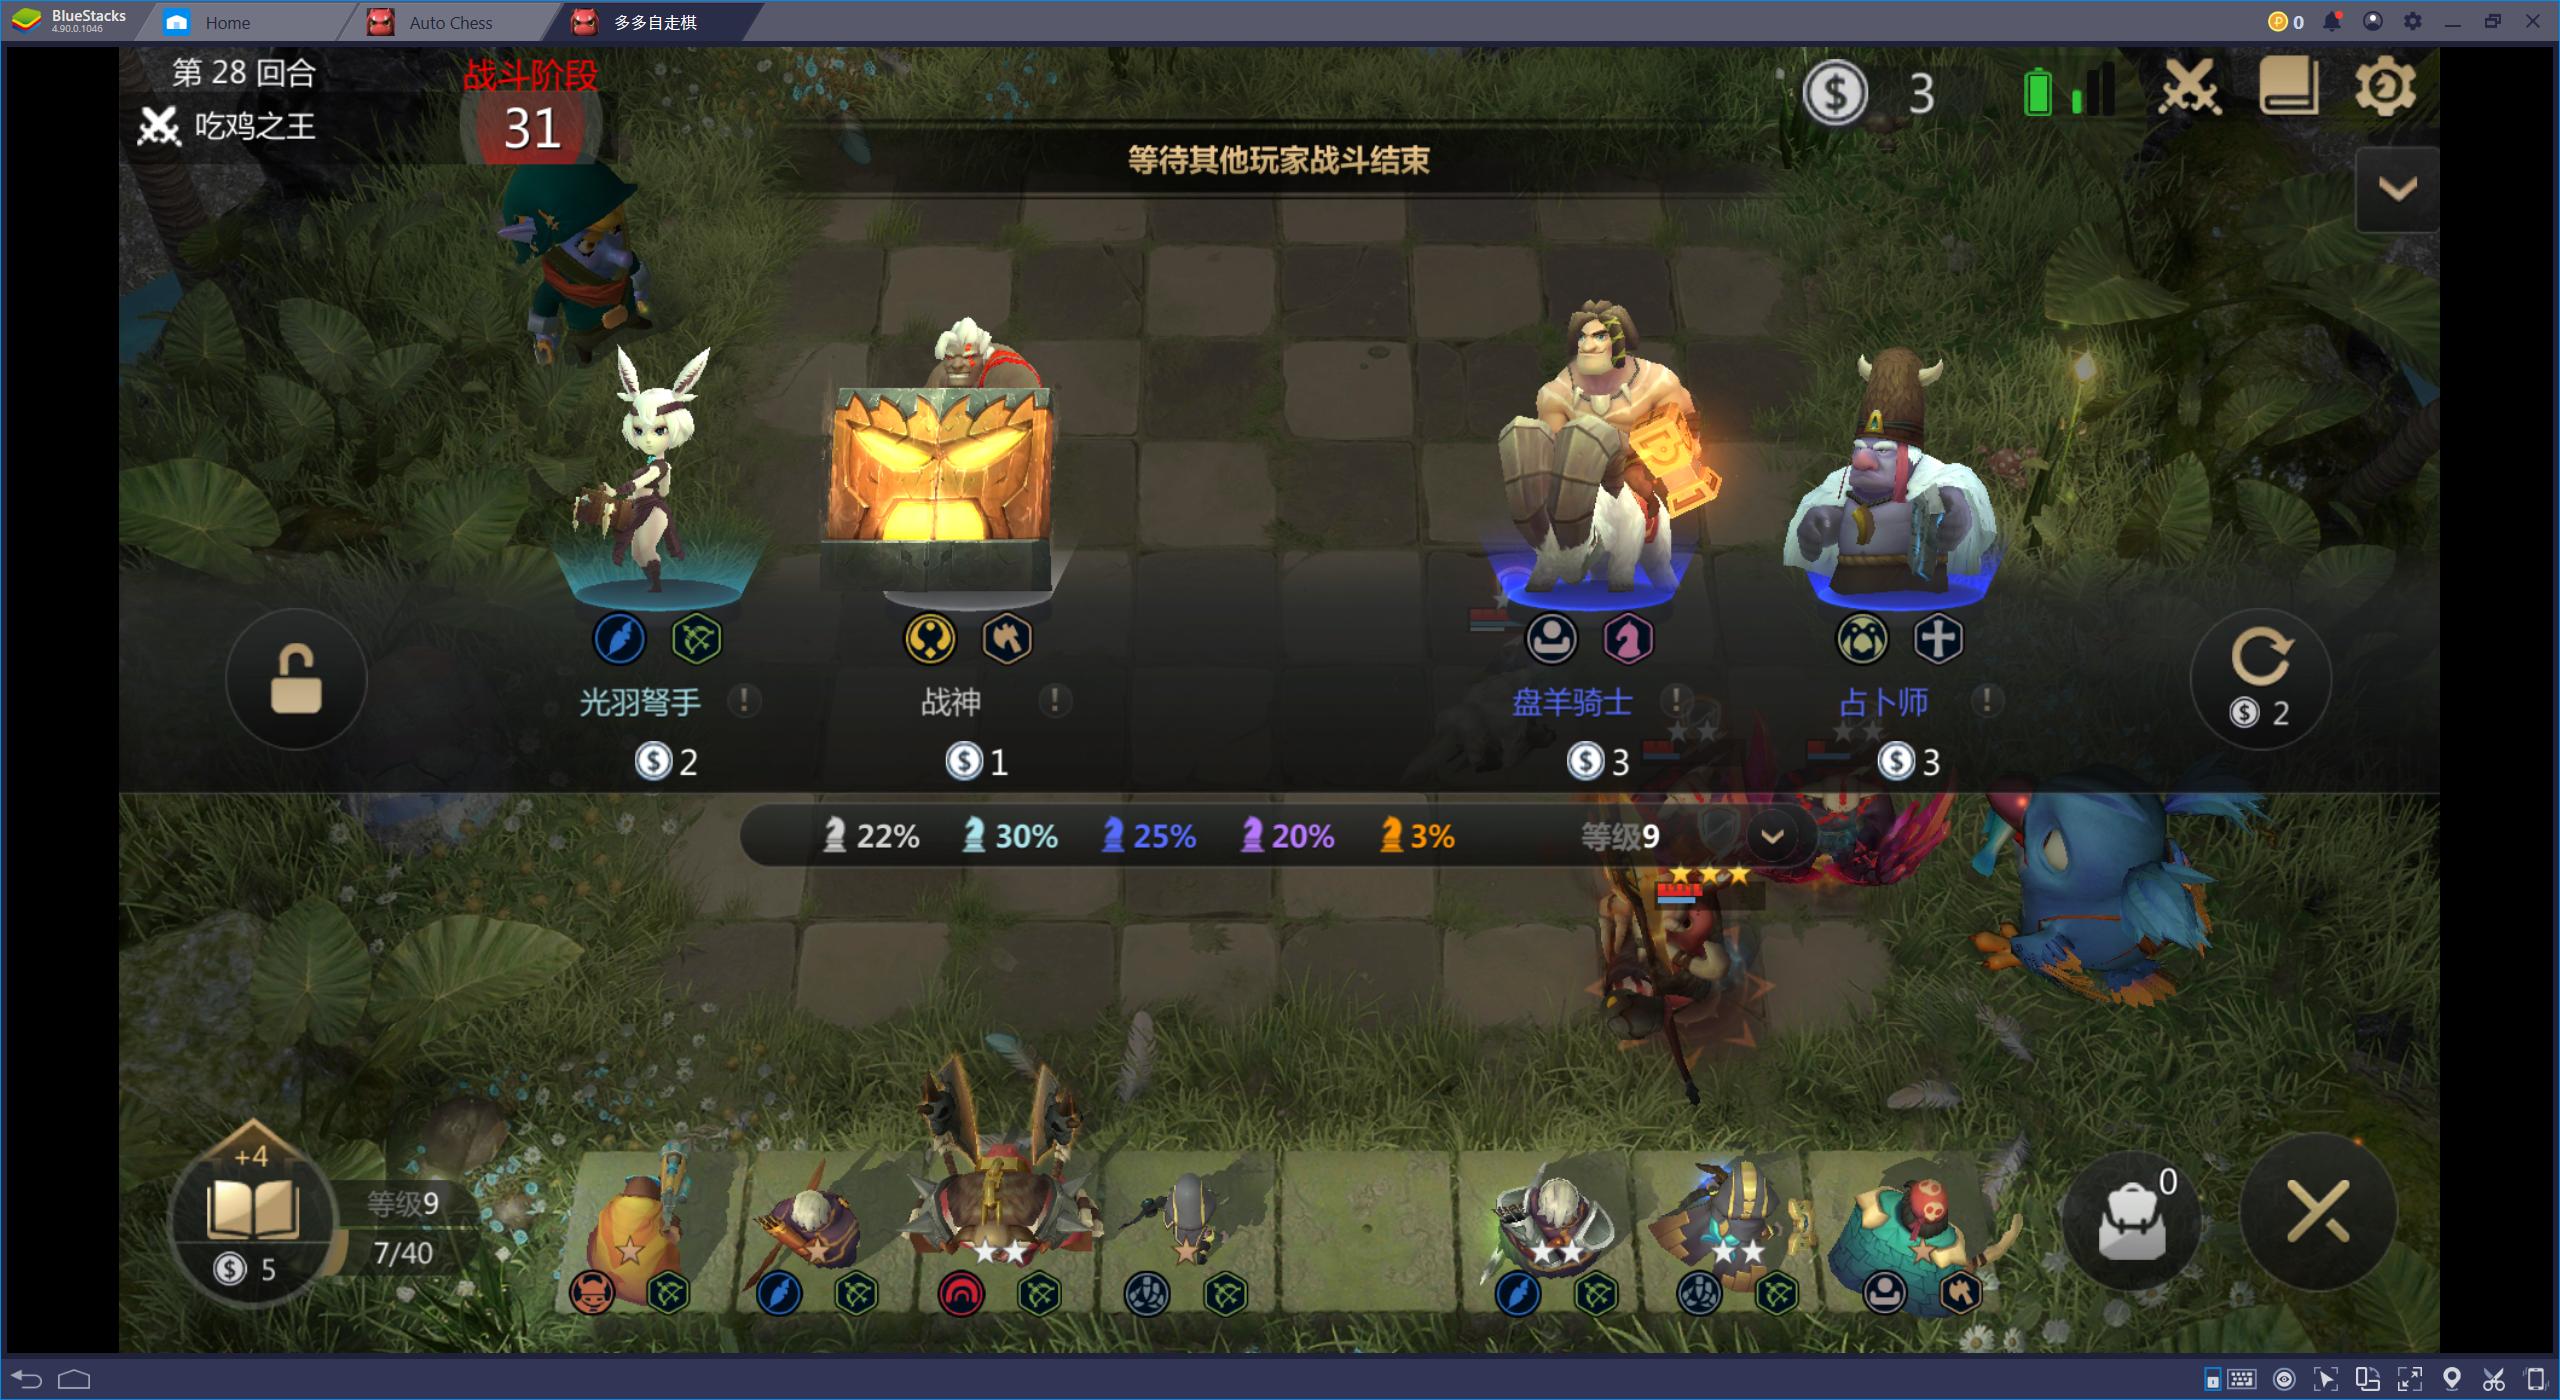 BlueStacks
4.90.0.1046
Home
Auto Chess
多多自走棋
0
第 28 回合
战斗阶段
31
吃鸡之王
3
等待其他玩家战斗结束
光羽弩手
战神
盘羊骑士
占卜师
2
1
3
3
2
22% 30% 25% 20% 3% 等级9
+4
等级9
7/40
5
0